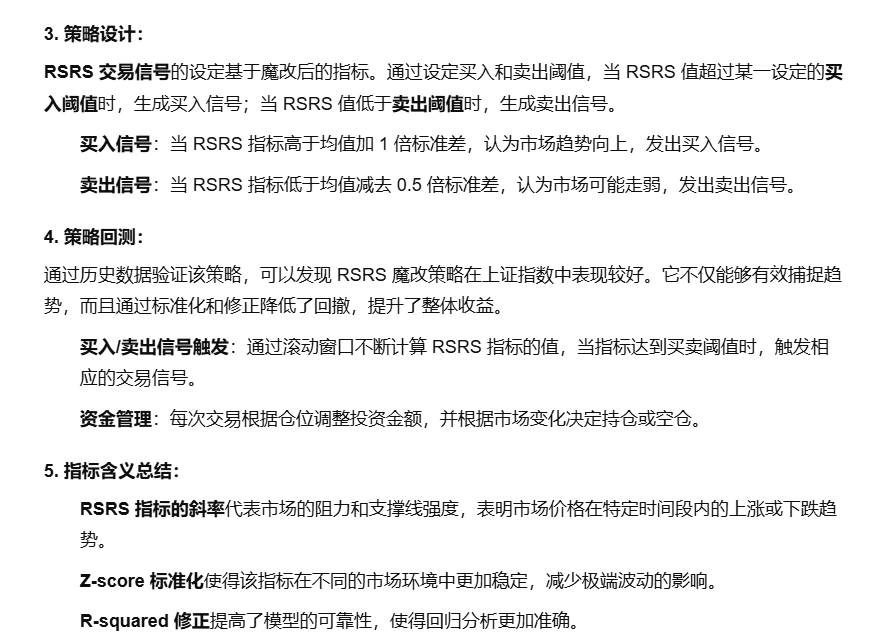 3. 策略设计：
RSRS 交易信号的设定基于魔改后的指标。通过设定买入和卖出阈值，当 RSRS 值超过某一设定的买
入阈值时，生成买入信号；当 RSRS 值低于卖出阈值时，生成卖出信号。
买入信号：当 RSRS 指标高于均值加 1 倍标准差，认为市场趋势向上，发出买入信号。
卖出信号：当 RSRS 指标低于均值减去 0.5 倍标准差，认为市场可能走弱，发出卖出信号。
4. 策略回测：
通过历史数据验证该策略，可以发现 RSRS 魔改策略在上证指数中表现较好。它不仅能够有效捕捉趋
势，而且通过标准化和修正降低了回撤，提升了整体收益。
买入/卖出信号触发：通过滚动窗口不断计算 RSRS 指标的值，当指标达到买卖阈值时，触发相
应的交易信号。
资金管理：每次交易根据仓位调整投资金额，并根据市场变化决定持仓或空仓。
5. 指标含义总结：
RSRS 指标的斜率代表市场的阻力和支撑线强度，表明市场价格在特定时间段内的上涨或下跌趋
势。
Z-score 标准化使得该指标在不同的市场环境中更加稳定，减少极端波动的影响。
R-squared 修正提高了模型的可靠性，使得回归分析更加准确。